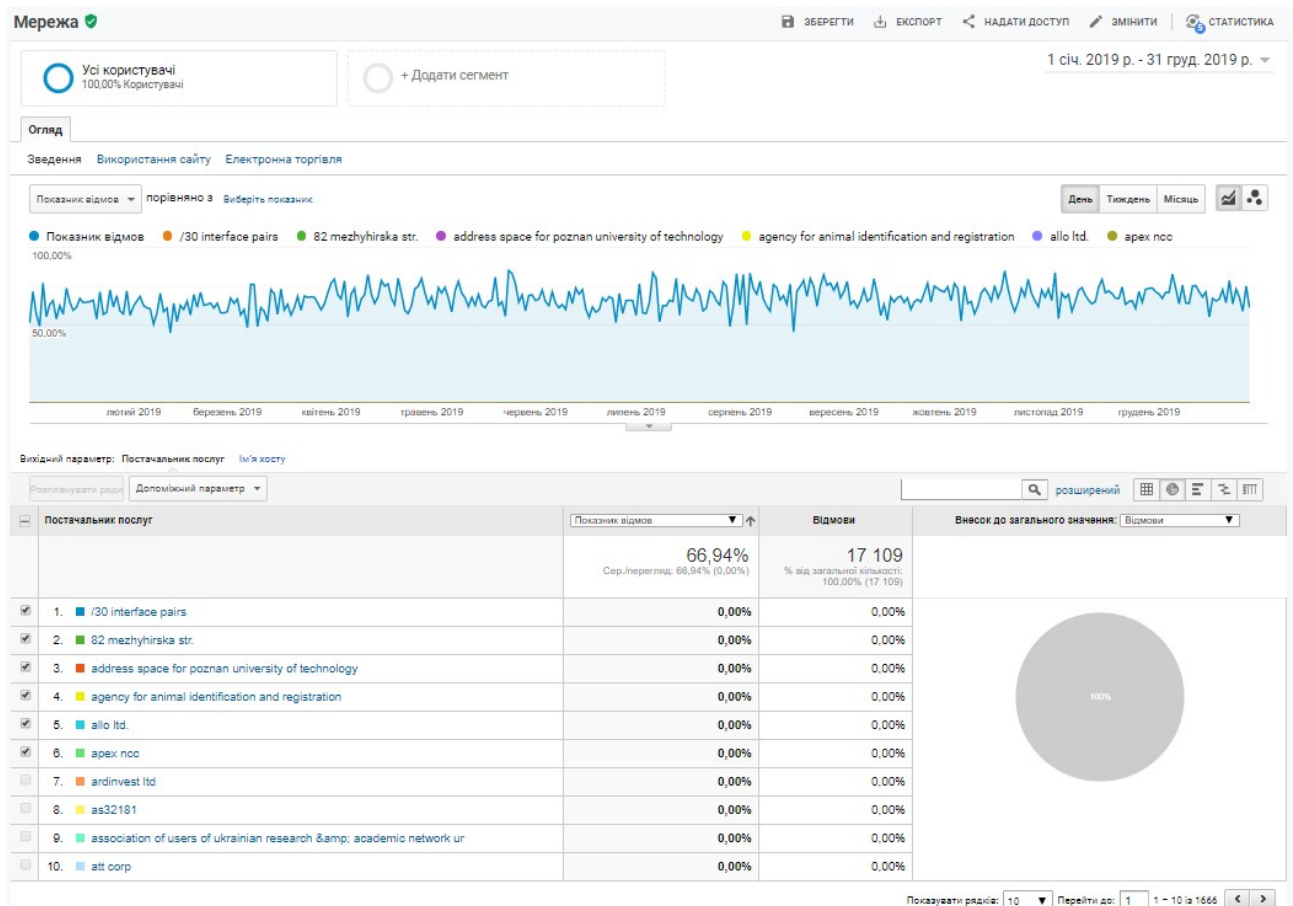 Мережа
ЗБЕРЕГТИ ЕКСПОРТ НАДАТИ ДОСТУП ЗМІНИТИ 5 СТАТИСТИКА
Усі користувачі
100,00% Користувачі
+ Додати сегмент
1 січ. 2019 р. - 31 груд. 2019 р.
Огляд
Зведення Використання сайту Електронна торгівля
Показник відмов порівняно з Виберіть показник
День Тиждень Місяць
Показник відмов /30 interface pairs 82 mezhyhirska str. address space for poznan university of technology agency for animal identification and registration allo ltd. apex ncc
100,00%
50,00%
лютий 2019 березень 2019 квітень 2019 травень 2019 червень 2019 липень 2019 серпень 2019 вересень 2019 жовтень 2019 листопад 2019 грудень 2019
Вихідний параметр: Постачальник послуг Ім'я хосту
Розпланувати ряди Допоміжний параметр розширений
Постачальник послуг Показник відмов Відмови Внесок до загального значення: Відмови
66,94% 17 109
Сер./перегляд: 66,94% (0,00%) % від загальної кількості:
100,00% (17 109)
1. /30 interface pairs 0,00% 0,00%
2. 82 mezhyhirska str. 0,00% 0,00%
3. address space for poznan university of technology 0,00% 0,00%
4. agency for animal identification and registration 0,00% 0,00%
100%
5. allo ltd. 0,00% 0,00%
6. apex ncc 0,00% 0,00%
7. ardinvest ltd 0,00% 0,00%
8. as32181 0,00% 0,00%
9. association of users of ukrainian research &amp; academic network ur 0,00% 0,00%
10. att corp 0,00% 0,00%
Показувати рядків: 10 Перейти до: 1 1 – 10 із 1666